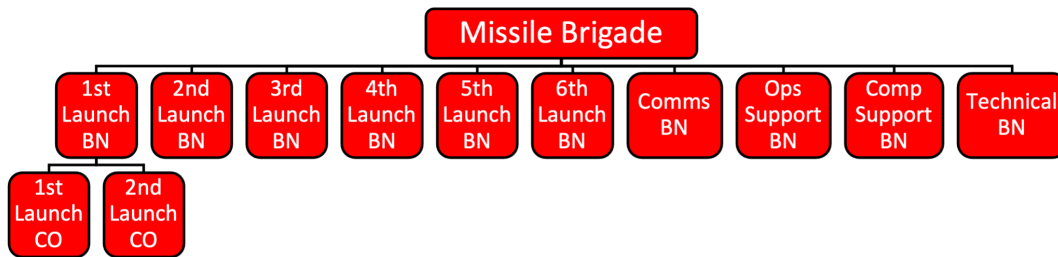 Missile Brigade
1st
Launch
BN
2nd
Launch
BN
3rd
Launch
BN
4th
Launch
BN
5th
Launch
BN
6th
Launch
BN
Comms
BN
Ops
Support
BN
Comp
Support
BN
Technical
BN
1st
Launch
CO
2nd
Launch
CO